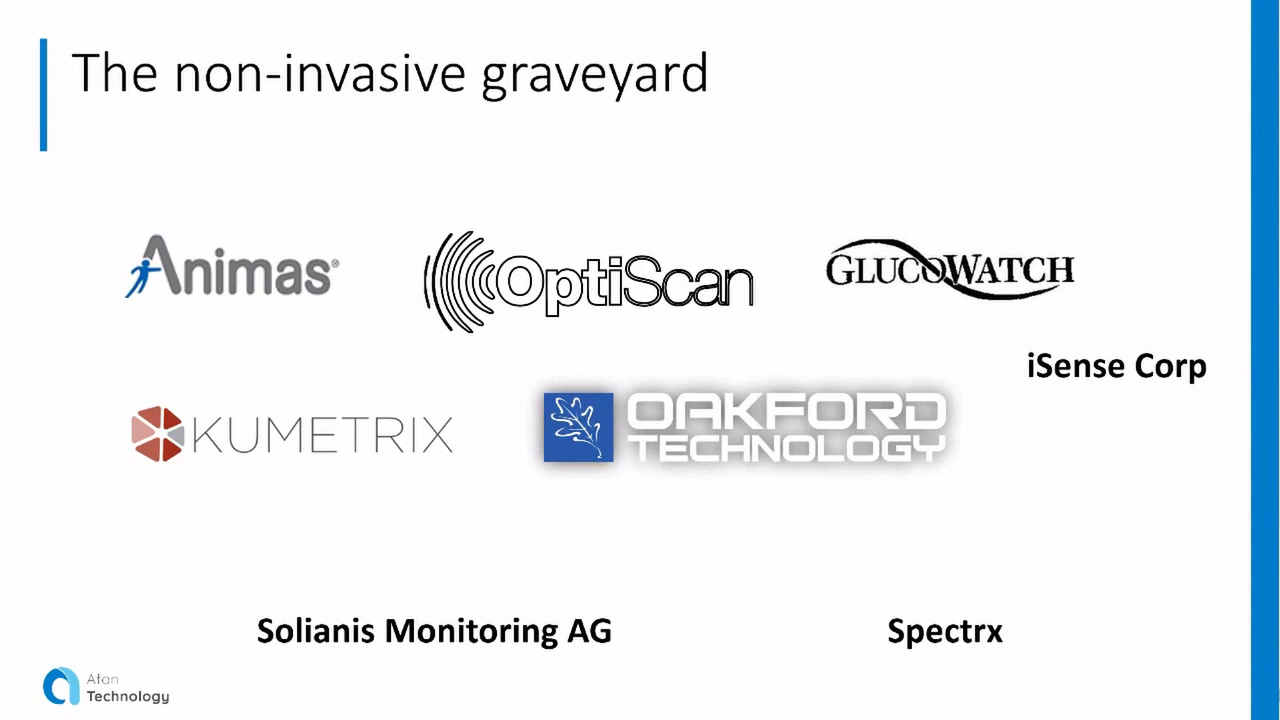 The non-invasive graveyard
Animas®
OptiScan
GLUCOWATCH
iSense Corp
KUMETRIX
OAKFORD
TECHNOLOGY
Solianis Monitoring AG
Spectrx
Afon
Technology